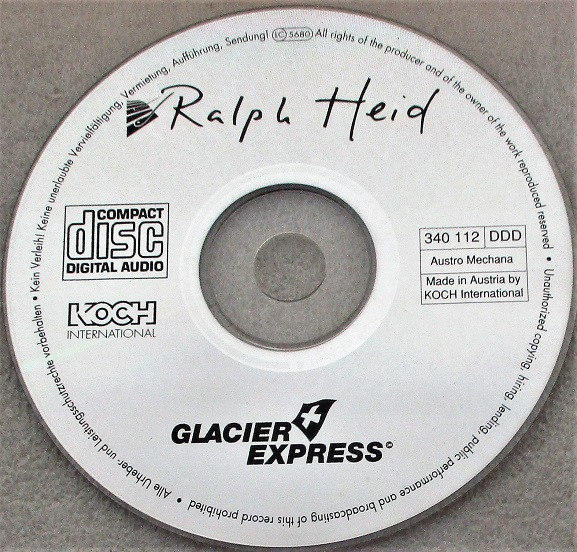 Alle Urheber- und Leistungsschutzrechte vorbehalten • Kein Verleih! Keine unerlaubte Vervielfältigung, Vermietung, Aufführung, Sendung! LC 5680 All rights of the producer and of the owner of the work reproduced reserved • Unauthorized copying, hiring, lending, public performance and broadcasting of this record prohibited •
Ralph Heid
COMPACT
disc
DIGITAL AUDIO
KOCH
INTERNATIONAL
340 112 DDD
Austro Mechana
Made in Austria by
KOCH International
GLACIER
EXPRESS©